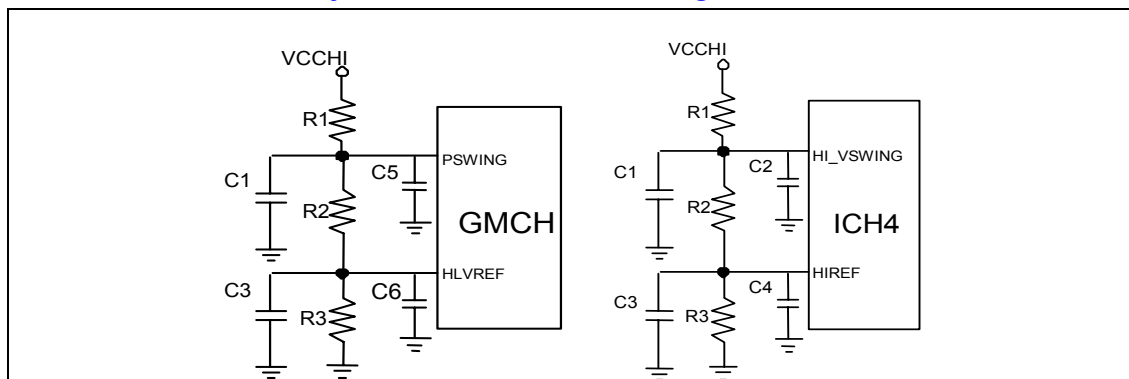 VCCHI
R1
PSWING
C1
C5
R2
GMCH
HLVREF
C3
C6
R3
VCCHI
R1
HI_VSWING
C1
C2
R2
ICH4
HIREF
C3
C4
R3